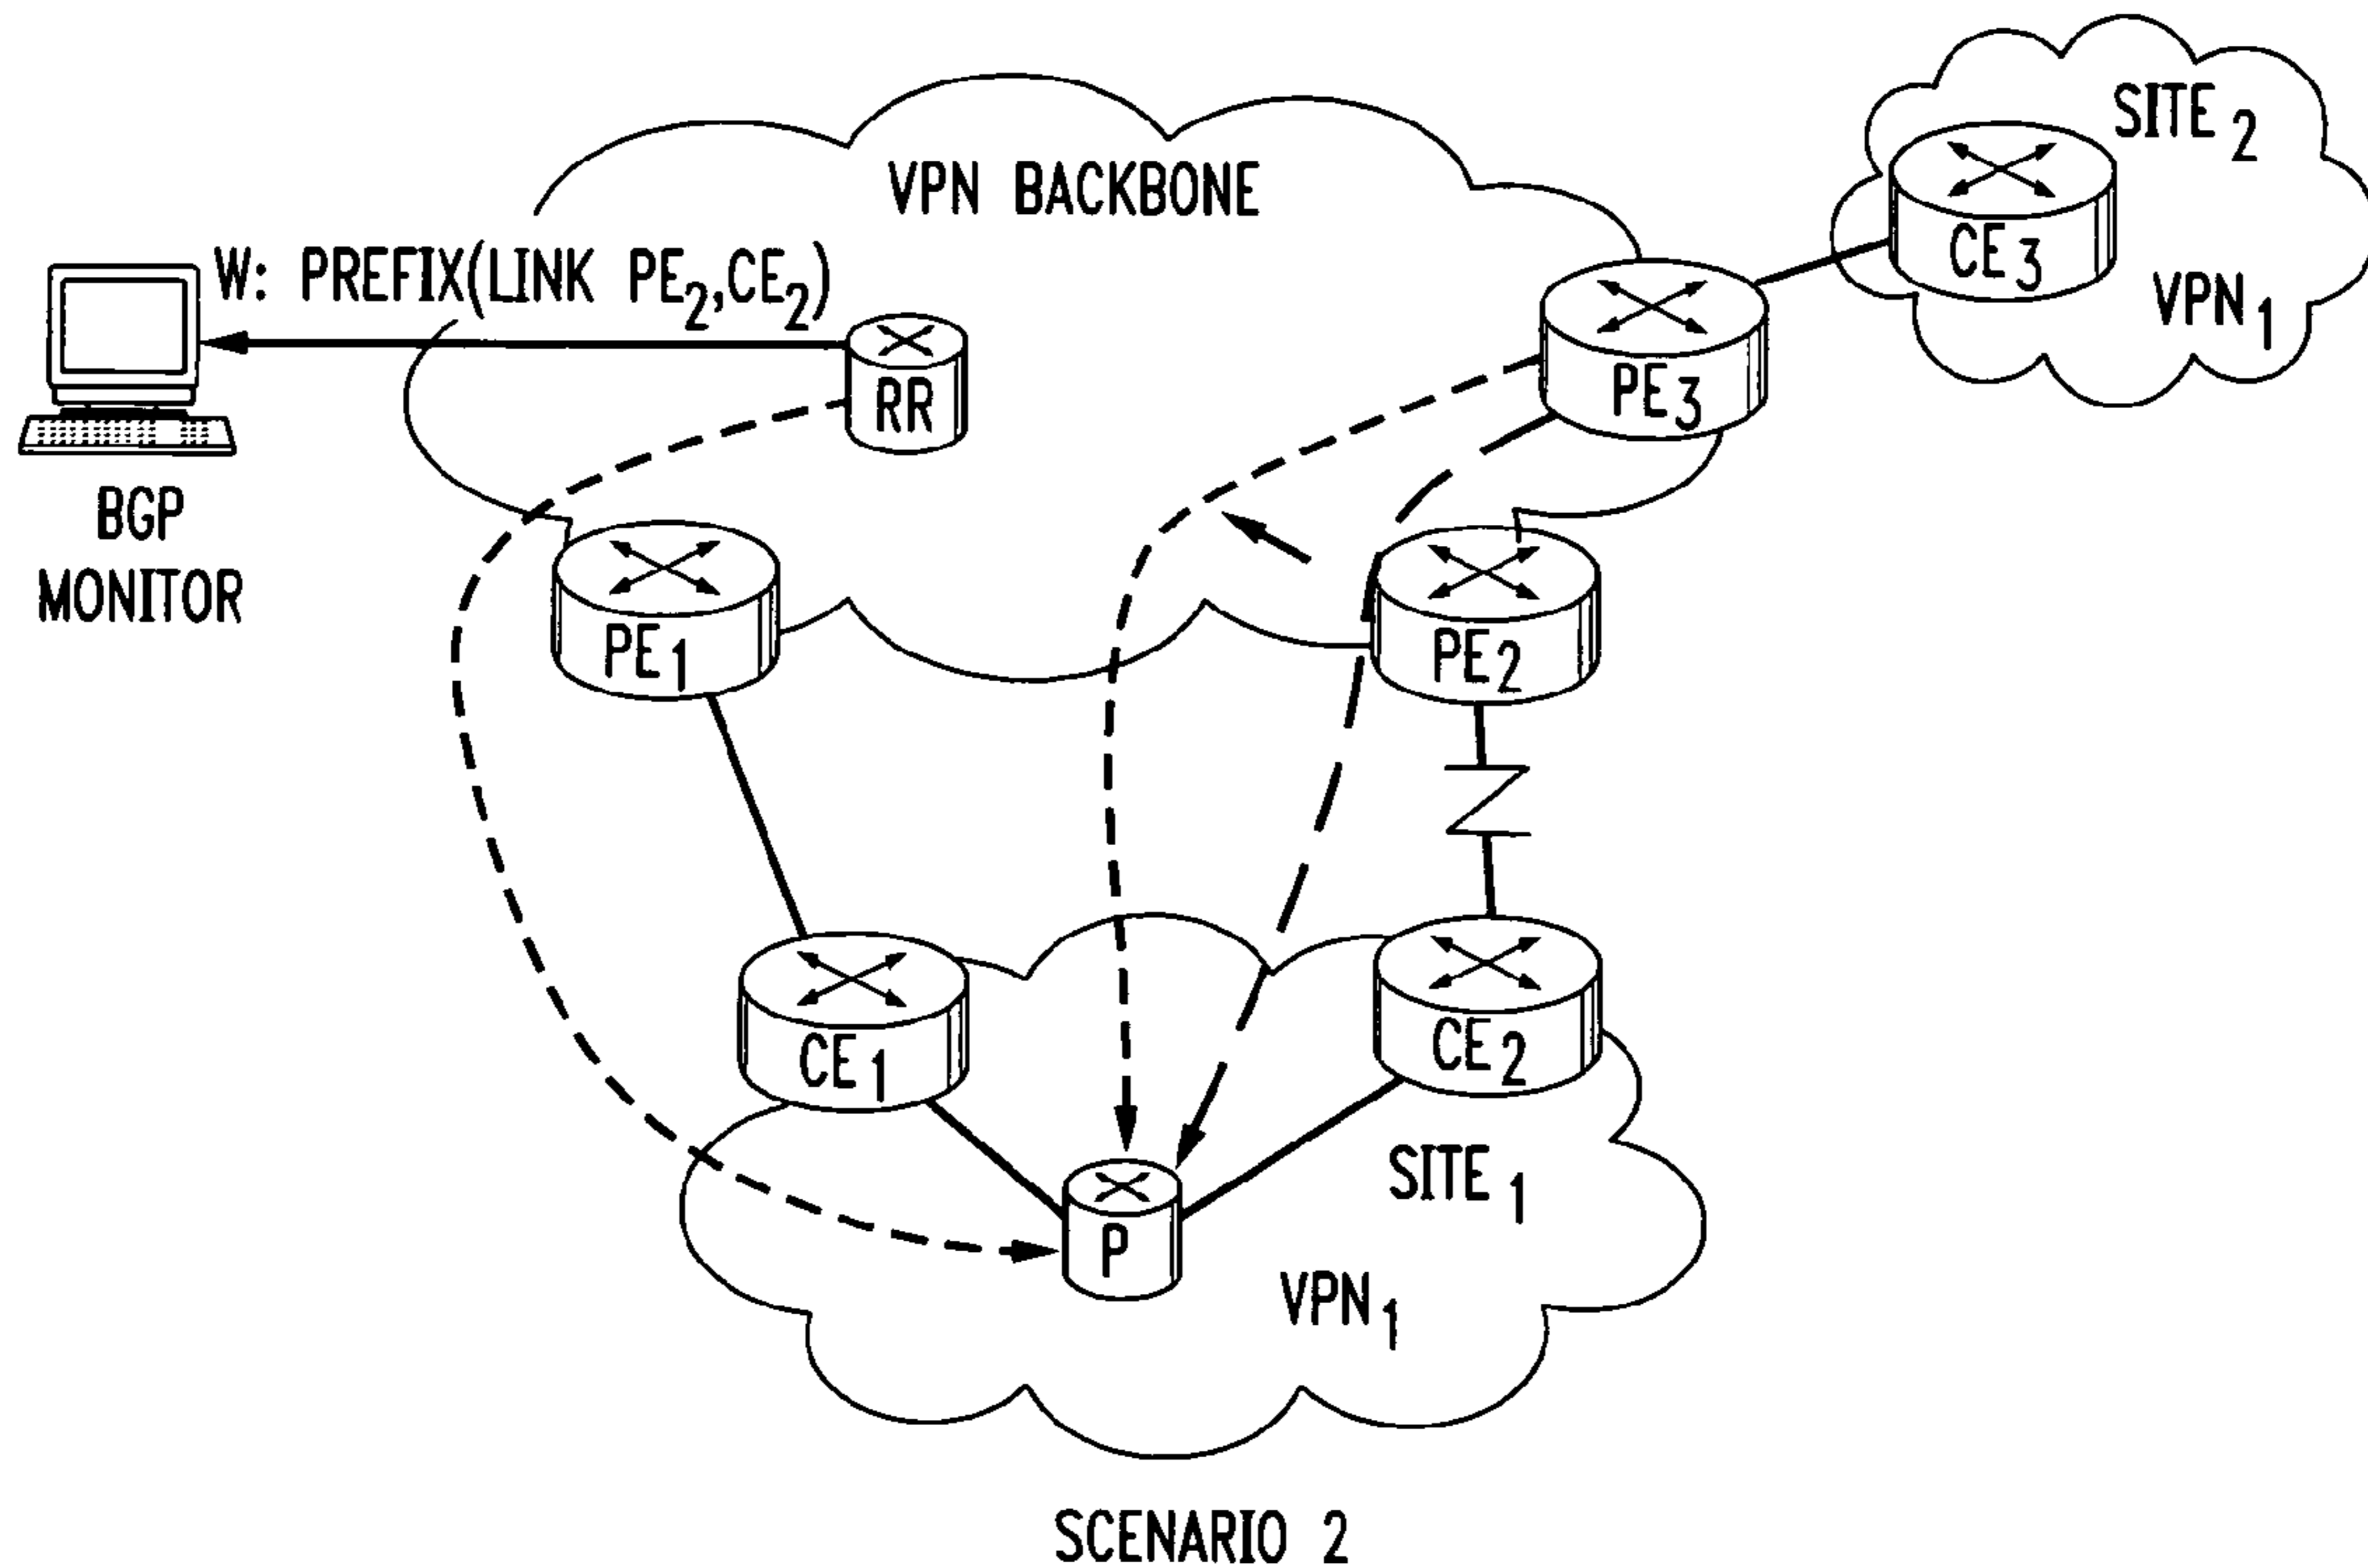 VPN BACKBONE
SITE 2
CE3
VPN1
W: PREFIX(LINK PE2,CE2)
RR
PE3
BGP
MONITOR
PE1
PE2
CE1
CE2
SITE 1
P
VPN1
SCENARIO 2